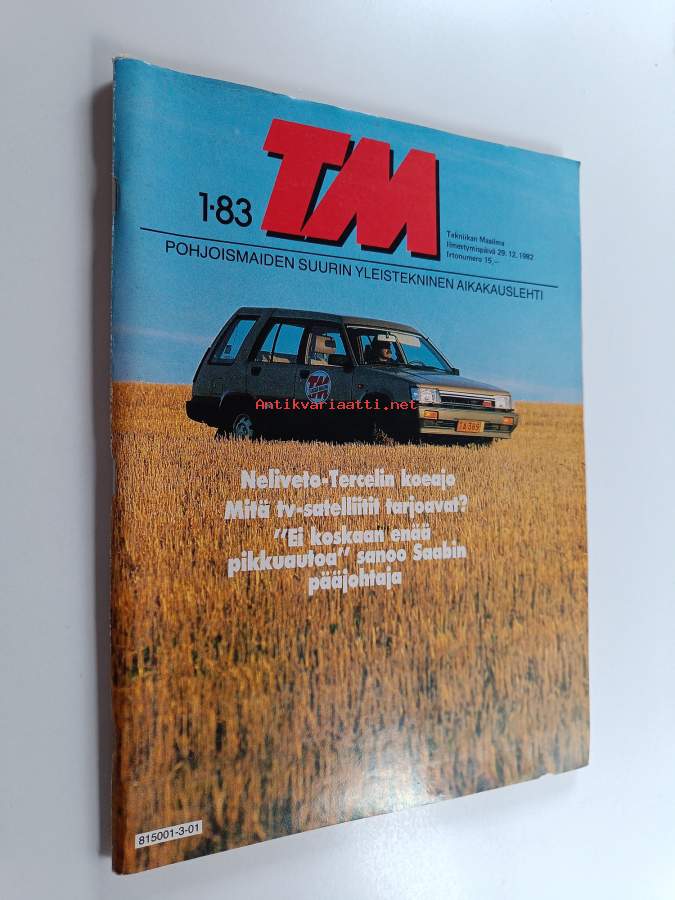 TM
1·83
Tekniikan Maailma
Ilmestymispäivä 29.12.1982
Irtonumero 15,–
POHJOISMAIDEN SUURIN YLEISTEKNINEN AIKAKAUSLEHTI
TM
Antikvariaatti.net
Neliveto-Tercelin koeajo
Mitä tv-satelliitit tarjoavat?
"Ei koskaan enää
pikkuautoa" sanoo Saabin
pääjohtaja
815001-3-01